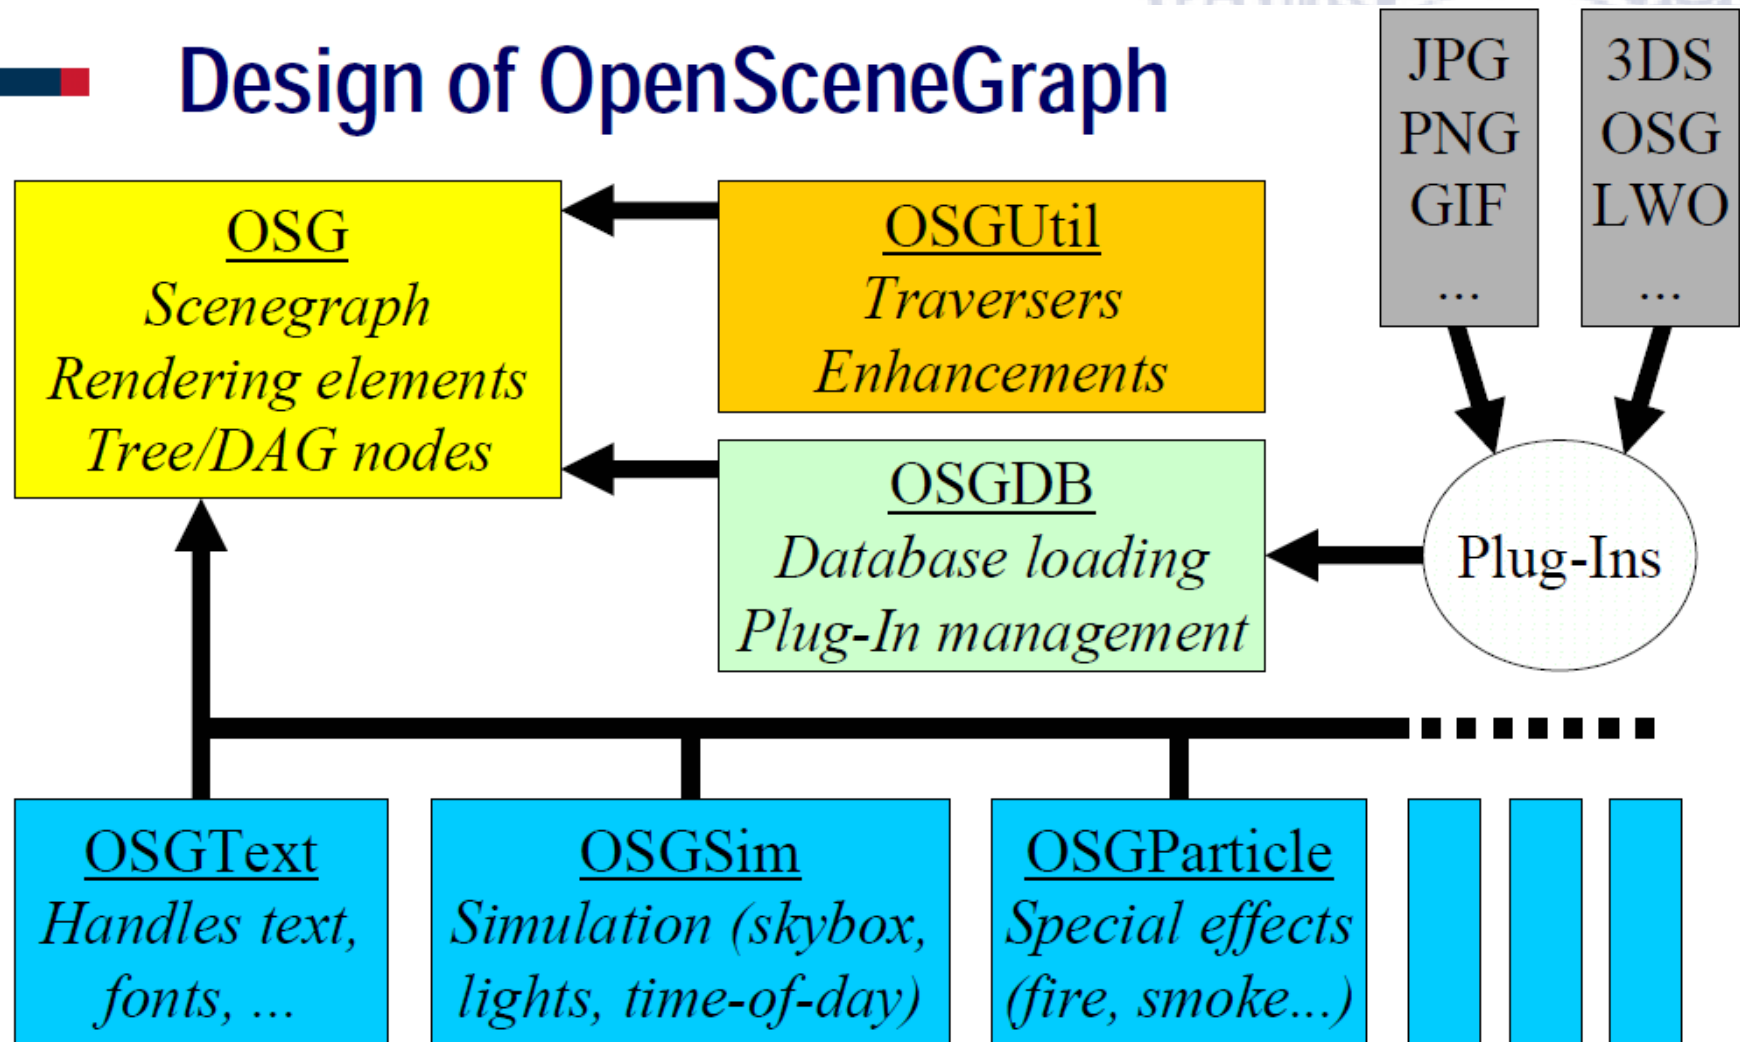 Design of OpenSceneGraph
JPG
PNG
GIF
...
3DS
OSG
LWO
...
OSG
Scenegraph
Rendering elements
Tree/DAG nodes
OSGUtil
Traversers
Enhancements
OSGDB
Database loading
Plug-In management
Plug-Ins
OSGText
Handles text,
fonts, ...
OSGSim
Simulation (skybox,
lights, time-of-day)
OSGParticle
Special effects
(fire, smoke...)